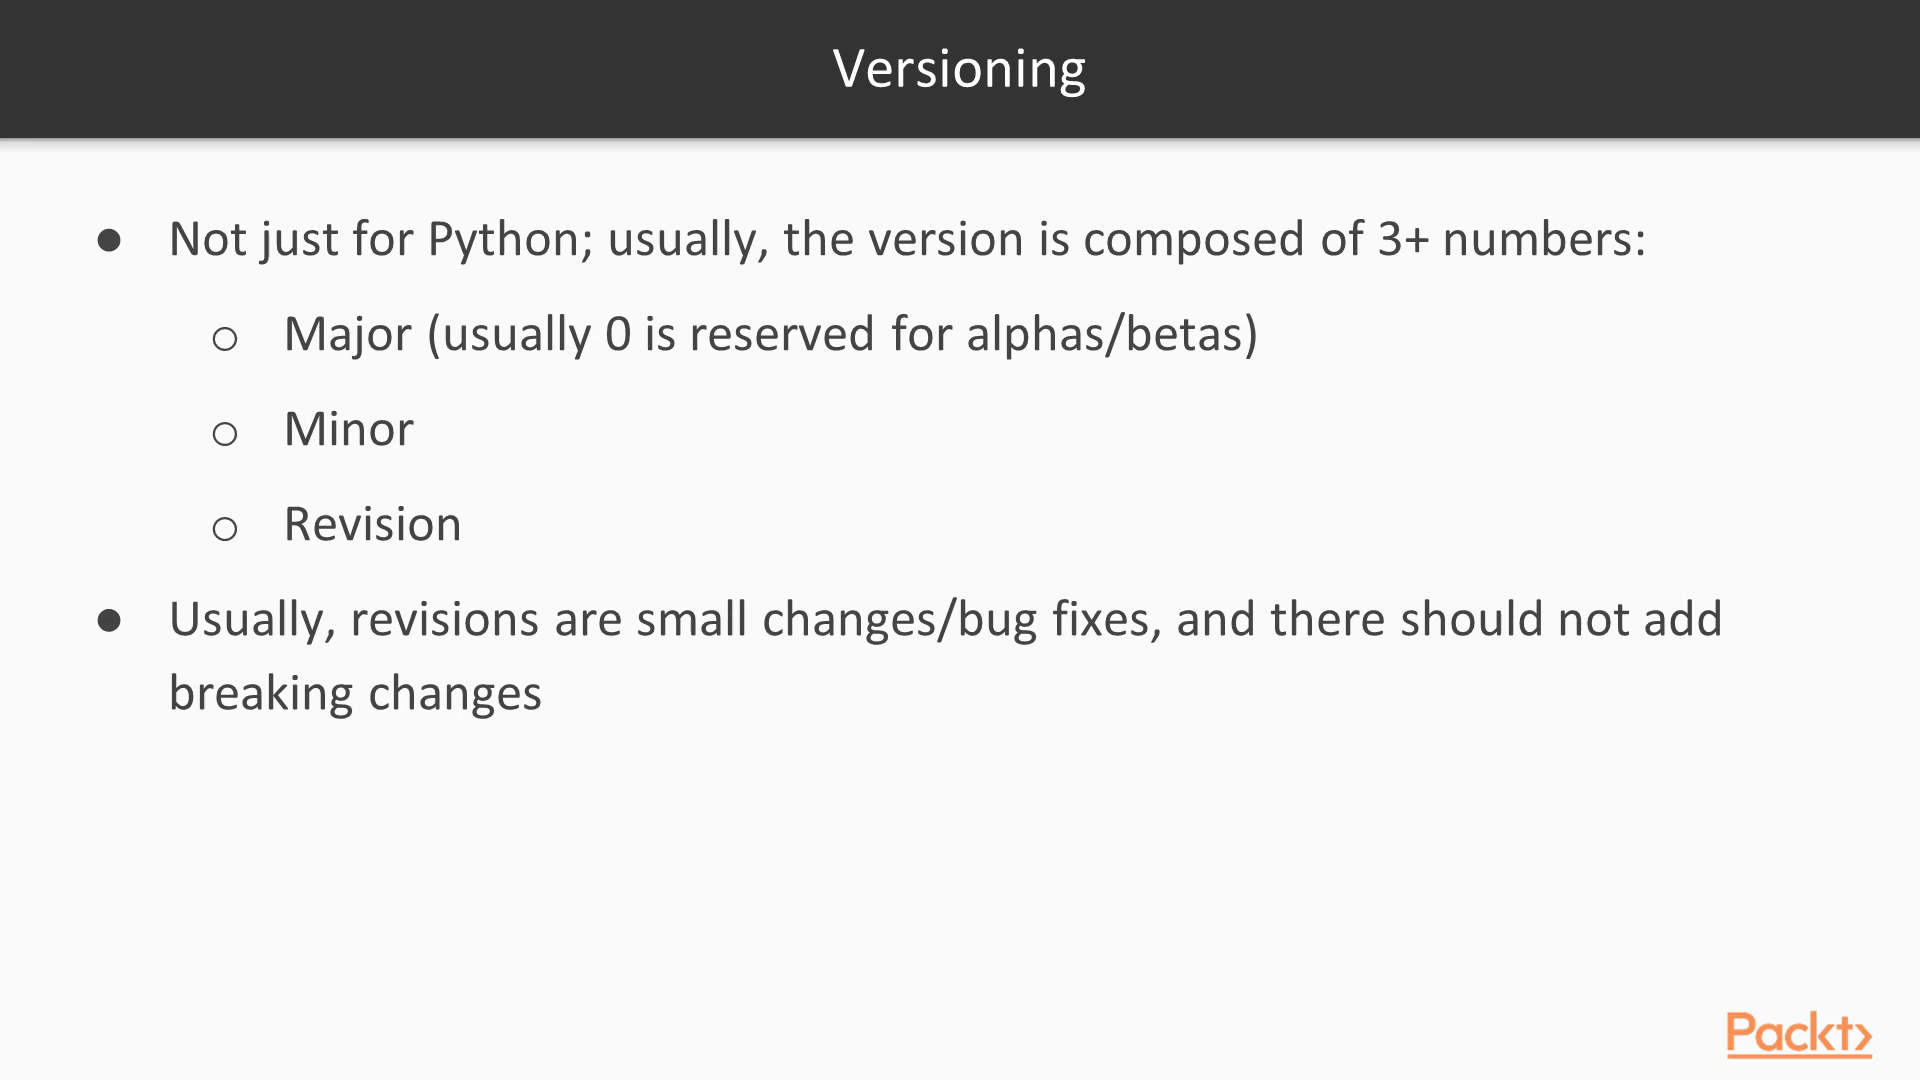 Versioning
● Not just for Python; usually, the version is composed of 3+ numbers:
○ Major (usually 0 is reserved for alphas/betas)
○ Minor
○ Revision
● Usually, revisions are small changes/bug fixes, and there should not add
breaking changes
Packt